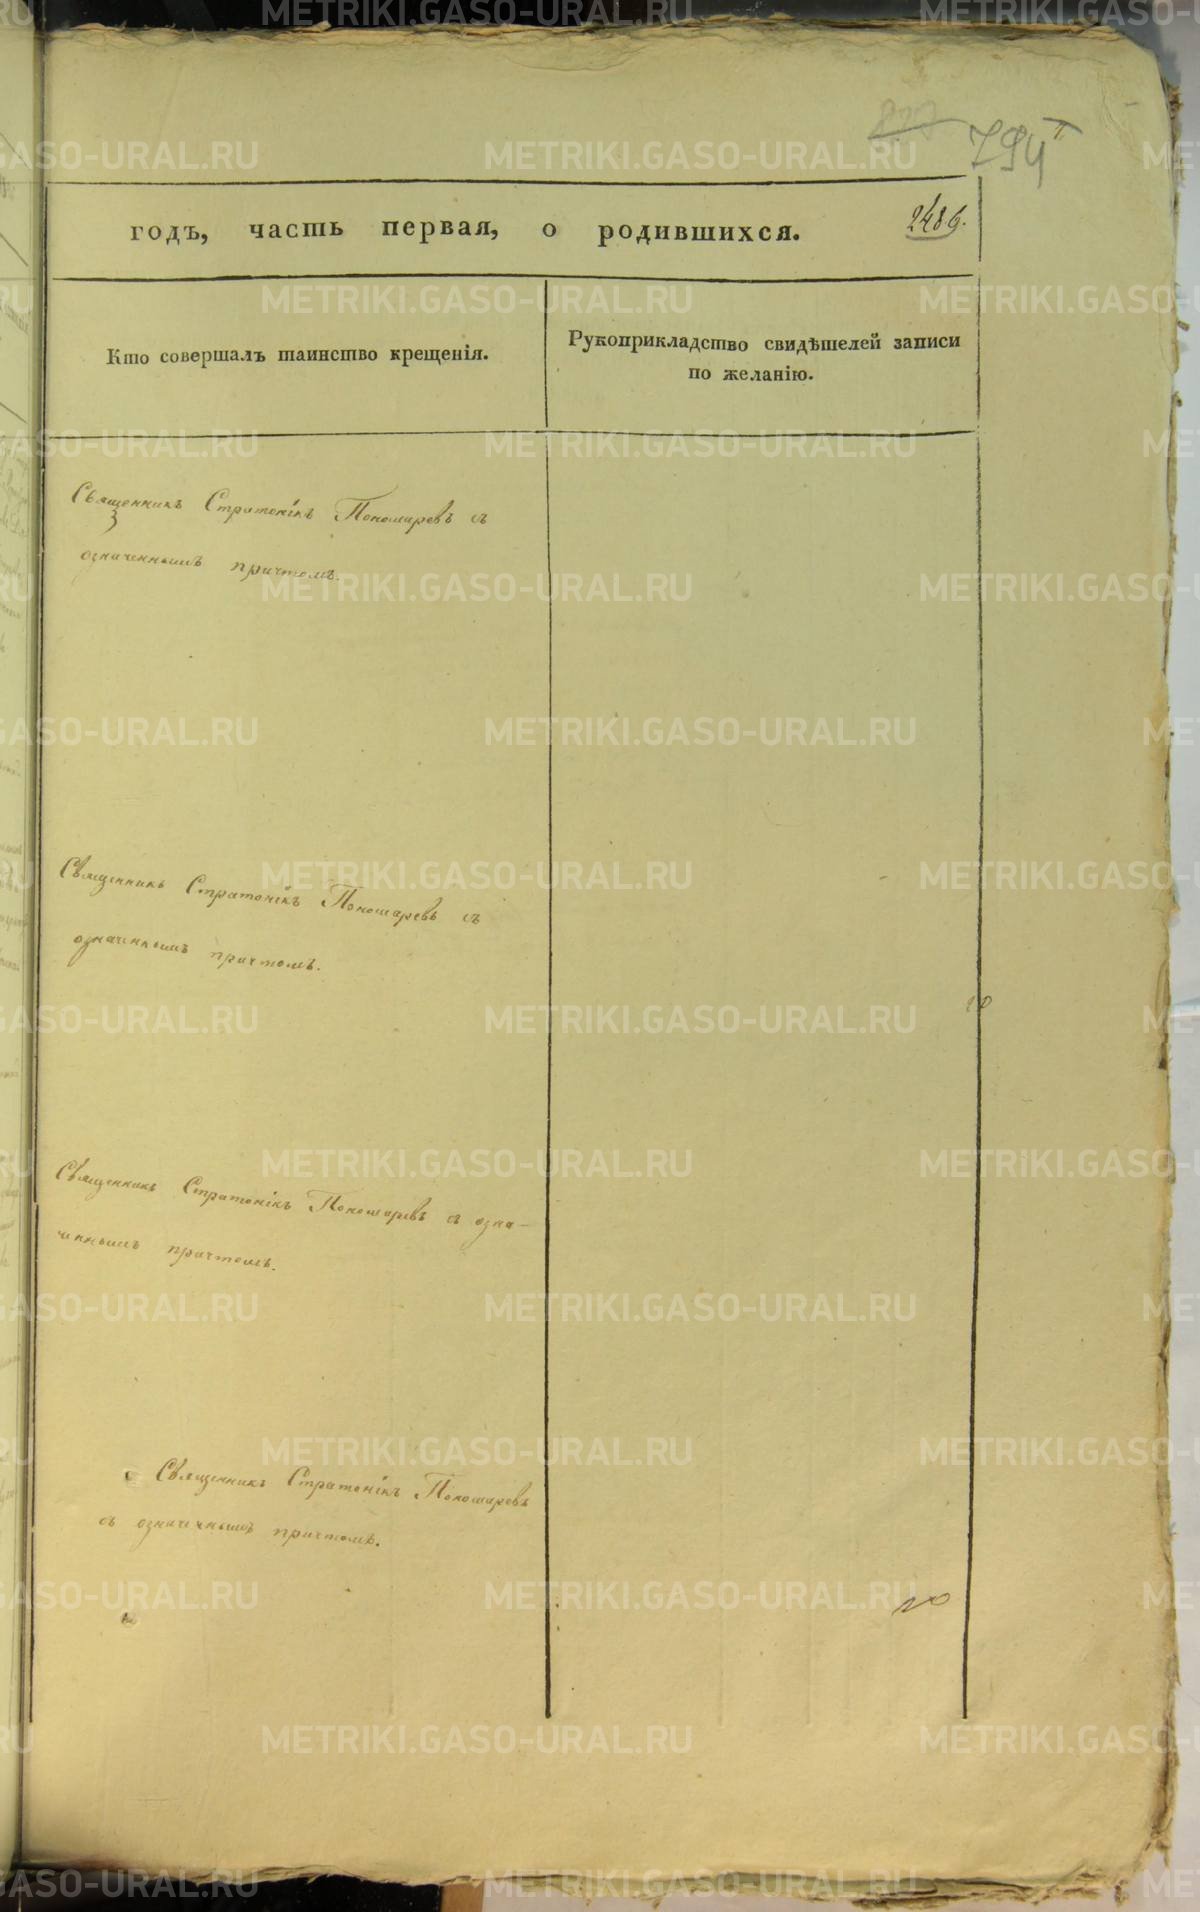 794
годъ, часть первая, о родившихся. 2486.
Кто совершалъ таинство крещенія.
Рукоприкладство свидѣтелей записи
по желанію.
Священникъ Стратоникъ Пономаревъ съ
означеннымъ причтомъ.
Священникъ Стратоникъ Пономаревъ съ
означеннымъ причтомъ.
Священникъ Стратоникъ Пономаревъ съ озна-
ченнымъ причтомъ.
Священникъ Стратоникъ Пономаревъ
съ означеннымъ причтомъ.
METRIKI.GASO-URAL.RU